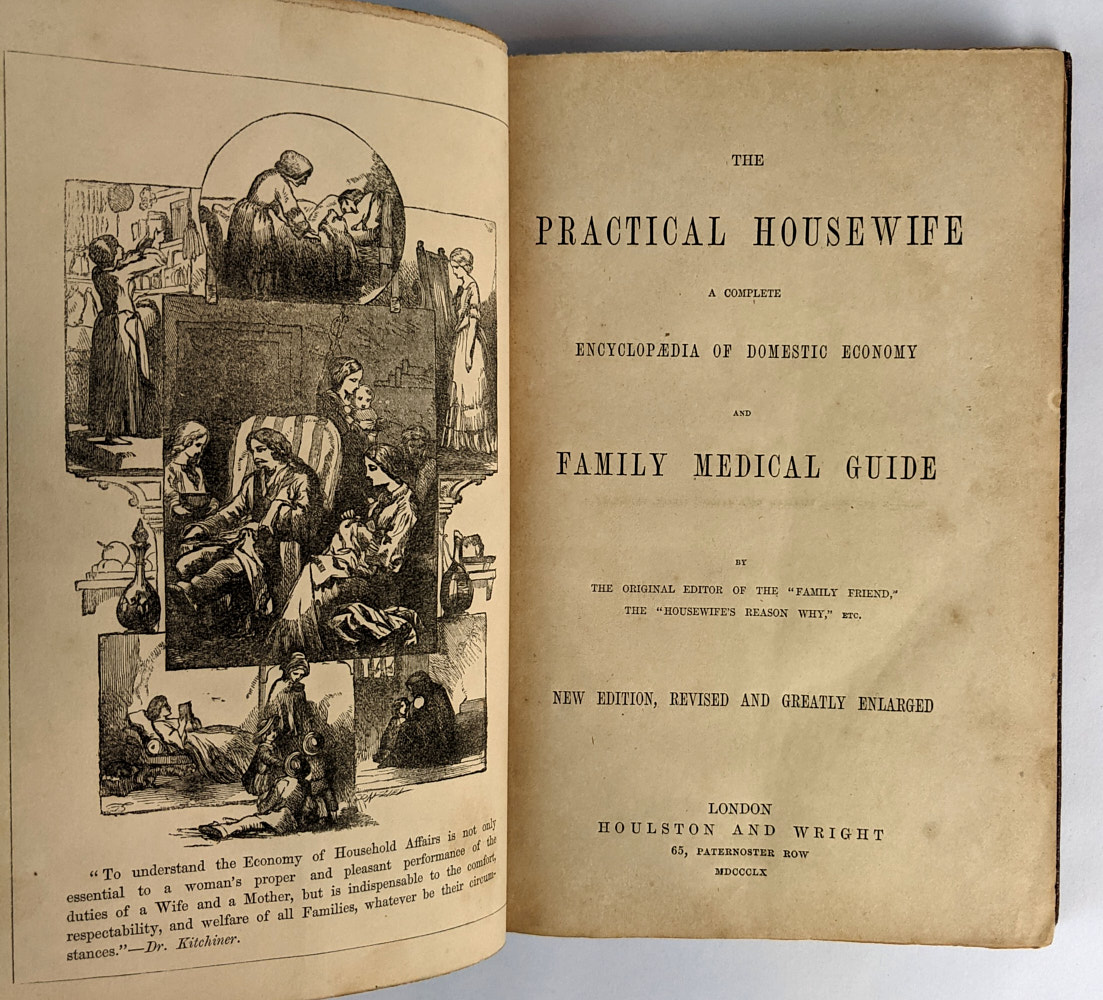 “To understand the Economy of Household Affairs is not only
essential to a woman's proper and pleasant performance of the
duties of a Wife and a Mother, but is indispensable to the comfort,
respectability, and welfare of all Families, whatever be their circum-
stances.”—Dr. Kitchiner.
THE
PRACTICAL HOUSEWIFE
A COMPLETE
ENCYCLOPÆDIA OF DOMESTIC ECONOMY
AND
FAMILY MEDICAL GUIDE
BY
THE ORIGINAL EDITOR OF THE “FAMILY FRIEND,”
THE “HOUSEWIFE'S REASON WHY,” ETC.
NEW EDITION, REVISED AND GREATLY ENLARGED
LONDON
HOULSTON AND WRIGHT
65, PATERNOSTER ROW
MDCCCLX